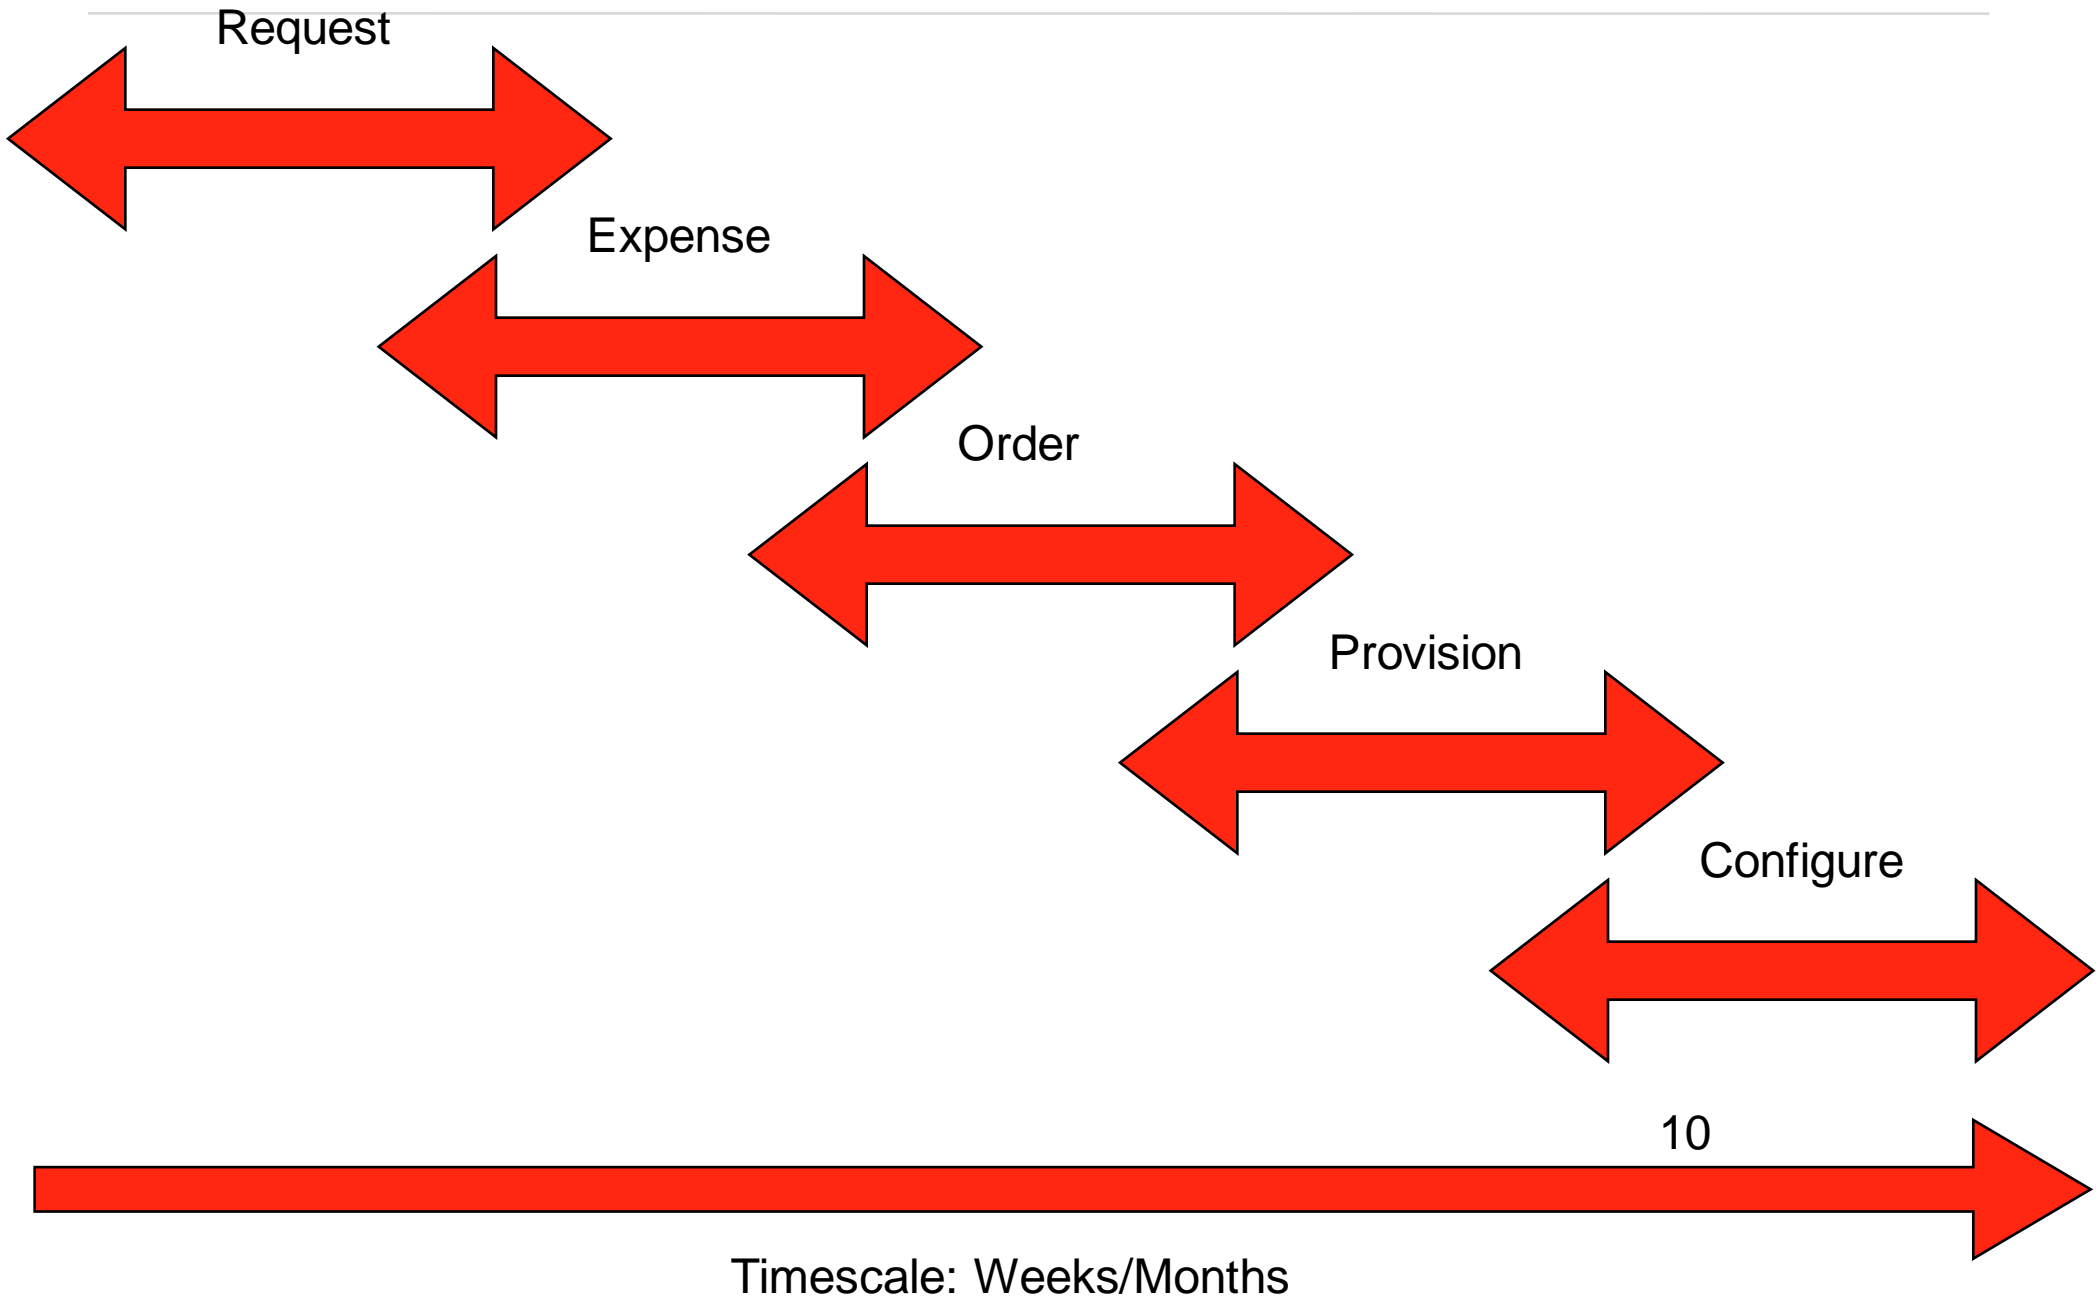 Request
Expense
Order
Provision
Configure
10
Timescale: Weeks/Months